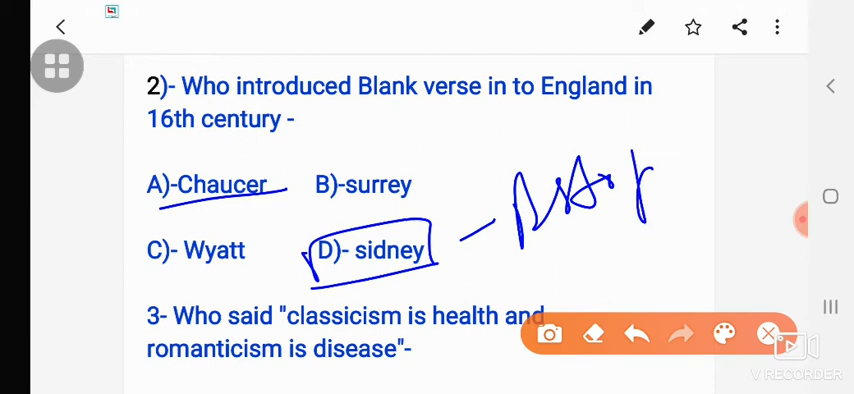 2)- Who introduced Blank verse in to England in
16th century -
A)-Chaucer B)-surrey
C)- Wyatt D)- sidney
3- Who said "classicism is health and
romanticism is disease"-
V RECORDER